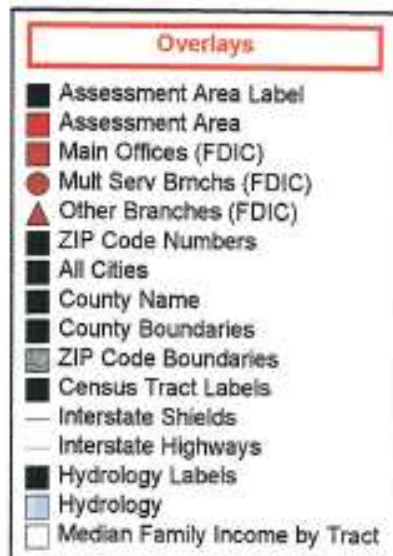 Overlays
Assessment Area Label
Assessment Area
Main Offices (FDIC)
Mult Serv Brnchs (FDIC)
Other Branches (FDIC)
ZIP Code Numbers
All Cities
County Name
County Boundaries
ZIP Code Boundaries
Census Tract Labels
Interstate Shields
Interstate Highways
Hydrology Labels
Hydrology
Median Family Income by Tract